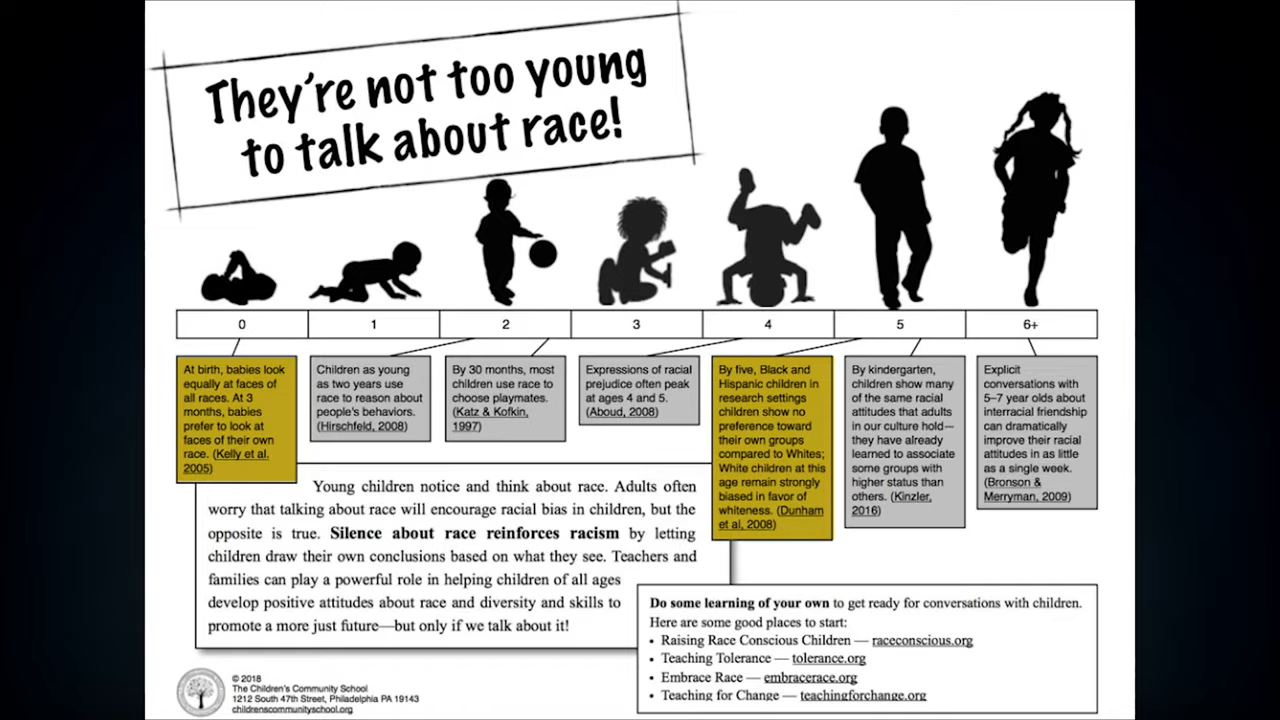 They're not too young
to talk about race!
0
1
2
3
4
5
6+
At birth, babies look
equally at faces of
all races. At 3
months, babies
prefer to look at
faces of their own
race. (Kelly et al.
2005)
Children as young
as two years use
race to reason about
people's behaviors.
(Hirschfeld, 2008)
By 30 months, most
children use race to
choose playmates.
(Katz & Kofkin,
1997)
Expressions of racial
prejudice often peak
at ages 4 and 5.
(Aboud, 2008)
By five, Black and
Hispanic children in
research settings
children show no
preference toward
their own groups
compared to Whites;
White children at this
age remain strongly
biased in favor of
whiteness. (Dunham
et al, 2008)
By kindergarten,
children show many
of the same racial
attitudes that adults
in our culture hold—
they have already
learned to associate
some groups with
higher status than
others. (Kinzler,
2016)
Explicit
conversations with
5–7 year olds about
interracial friendship
can dramatically
improve their racial
attitudes in as little
as a single week.
(Bronson &
Merryman, 2009)
Young children notice and think about race. Adults often
worry that talking about race will encourage racial bias in children, but the
opposite is true. Silence about race reinforces racism by letting
children draw their own conclusions based on what they see. Teachers and
families can play a powerful role in helping children of all ages
develop positive attitudes about race and diversity and skills to
promote a more just future—but only if we talk about it!
Do some learning of your own to get ready for conversations with children.
Here are some good places to start:
• Raising Race Conscious Children — raceconscious.org
• Teaching Tolerance — tolerance.org
• Embrace Race — embracerace.org
• Teaching for Change — teachingforchange.org
© 2018
The Children's Community School
1212 South 47th Street, Philadelphia PA 19143
childrenscommunityschool.org